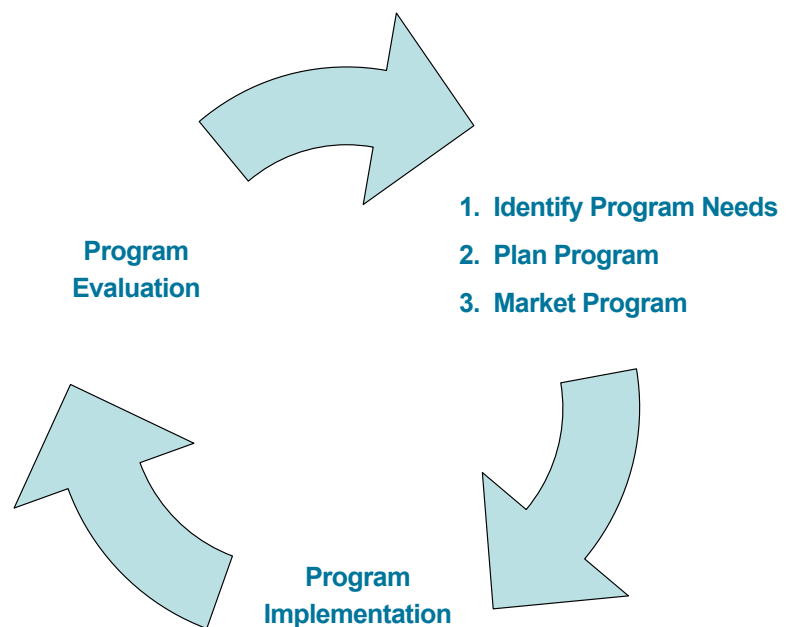 1. Identify Program Needs
2. Plan Program
3. Market Program
Program
Evaluation
Program
Implementation